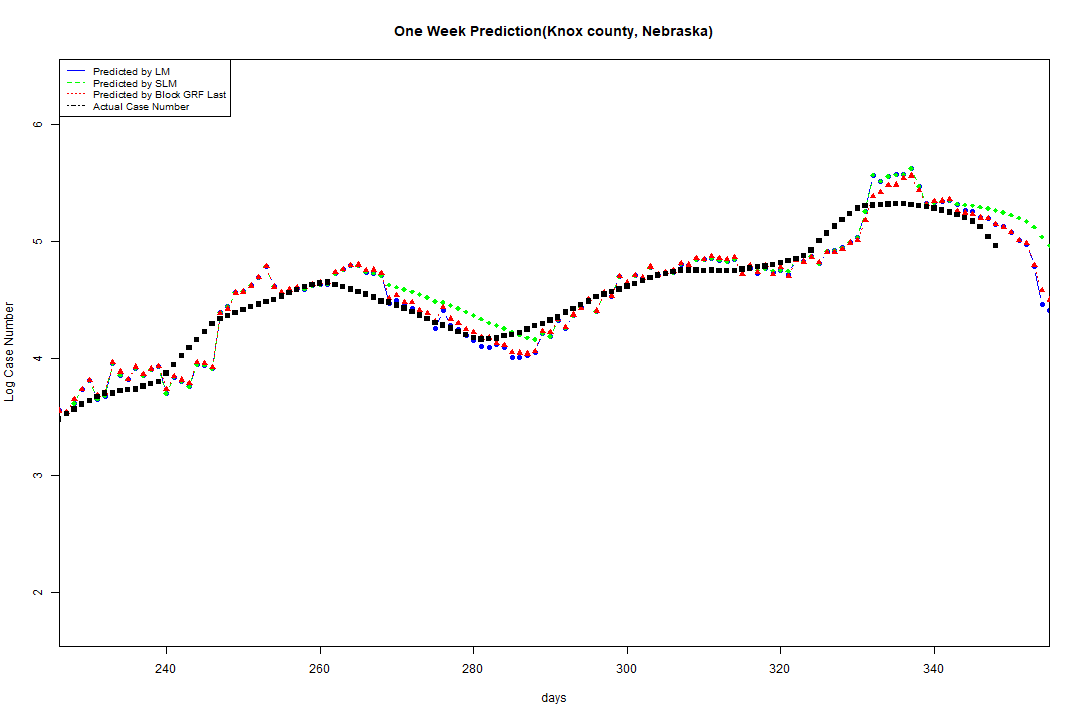 One Week Prediction(Knox county, Nebraska)
Predicted by LM
Predicted by SLM
Predicted by Block GRF Last
Actual Case Number
6
5
4
3
2
Log Case Number
240 260 280 300 320 340
days